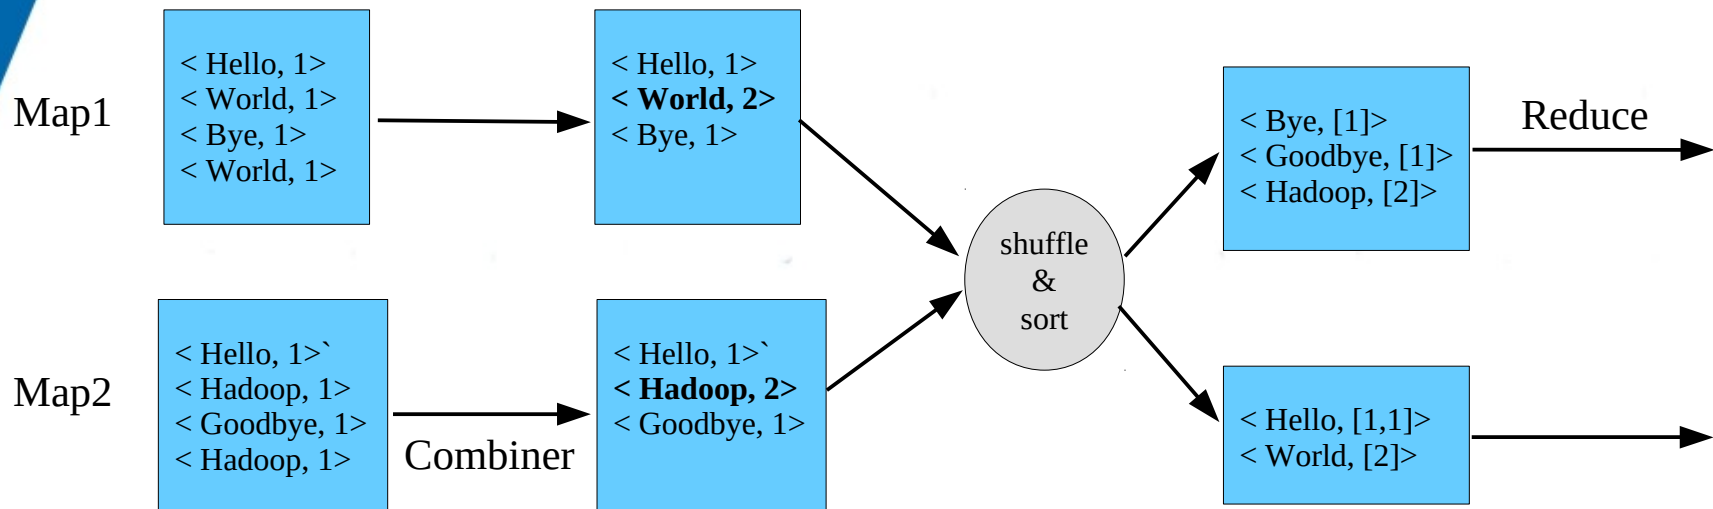 Map1
< Hello, 1>
< World, 1>
< Bye, 1>
< World, 1>
< Hello, 1>
< World, 2>
< Bye, 1>
Map2
< Hello, 1>`
< Hadoop, 1>
< Goodbye, 1>
< Hadoop, 1>
Combiner
< Hello, 1>`
< Hadoop, 2>
< Goodbye, 1>
shuffle
&
sort
< Bye, [1]>
< Goodbye, [1]>
< Hadoop, [2]>
Reduce
< Hello, [1,1]>
< World, [2]>